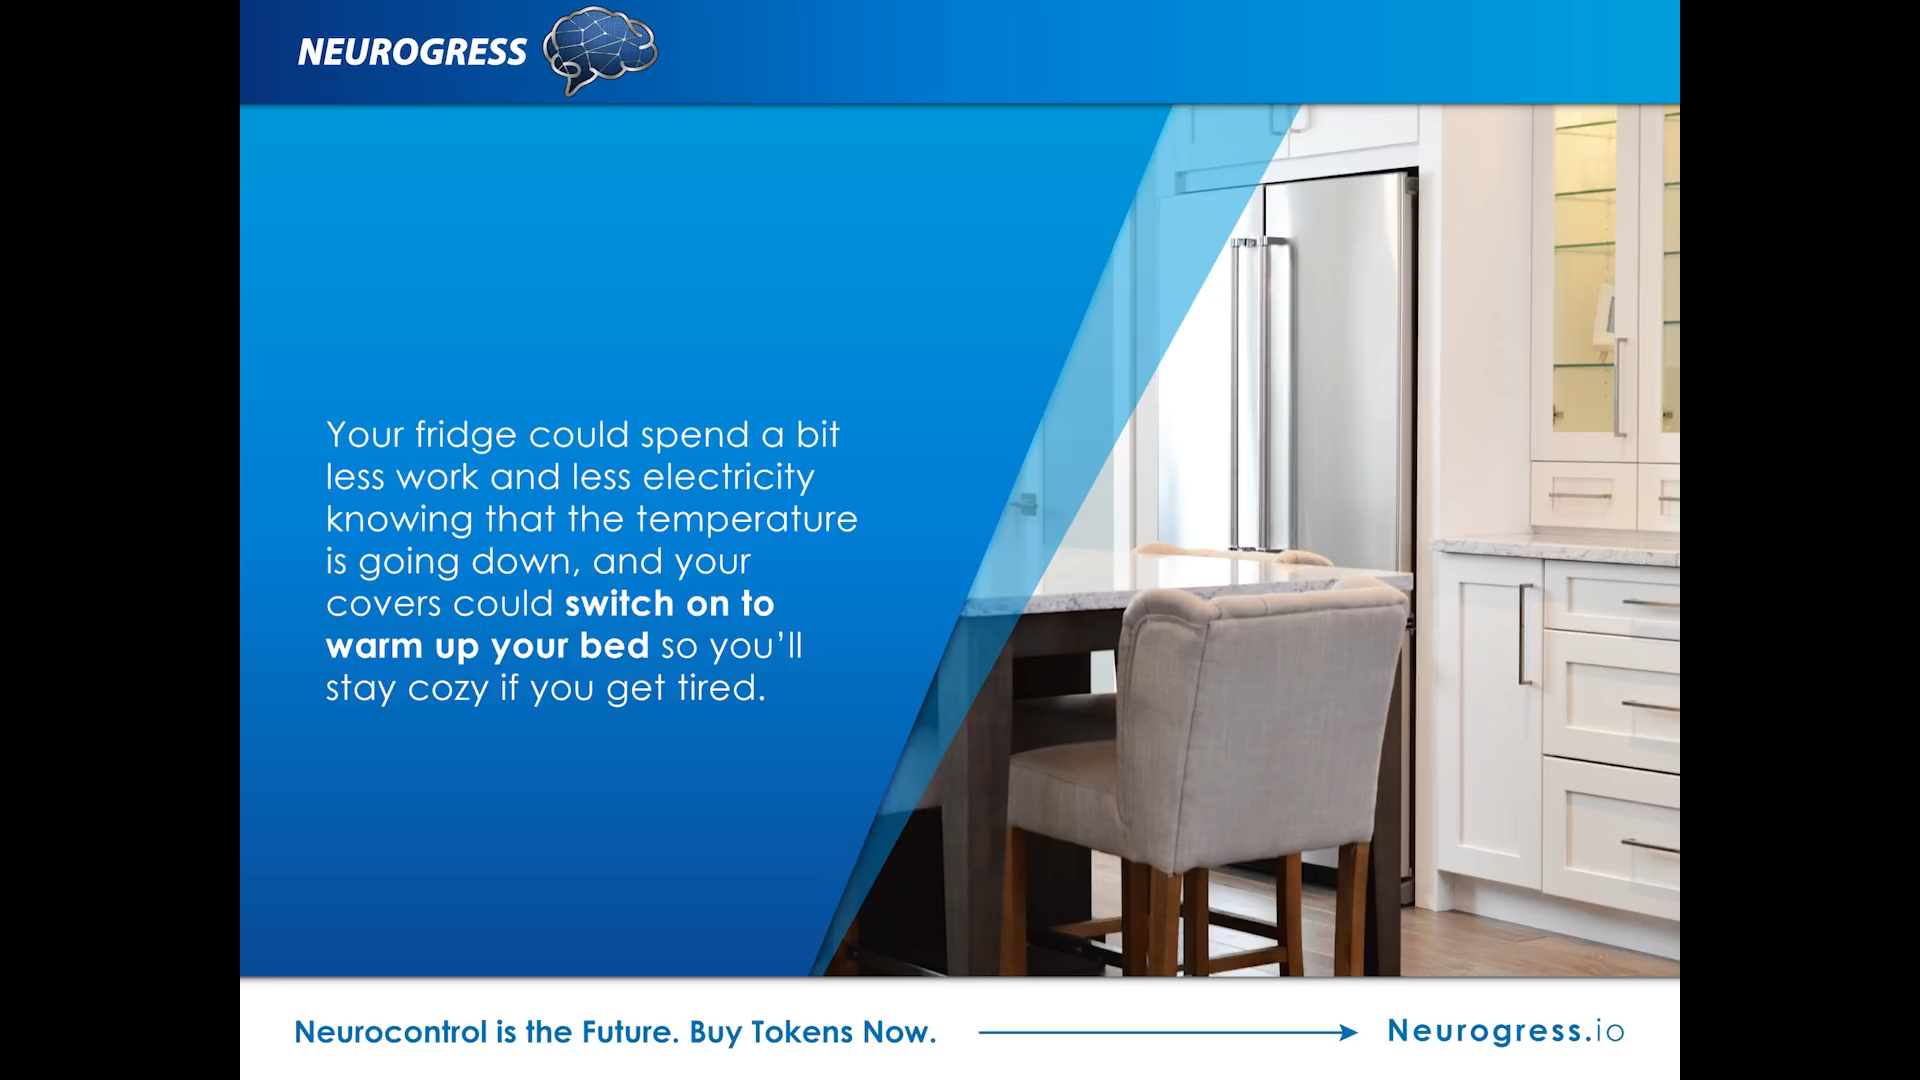 NEUROGRESS
Your fridge could spend a bit
less work and less electricity
knowing that the temperature
is going down, and your
covers could switch on to
warm up your bed so you'll
stay cozy if you get tired.
Neurocontrol is the Future. Buy Tokens Now.
Neurogress.io